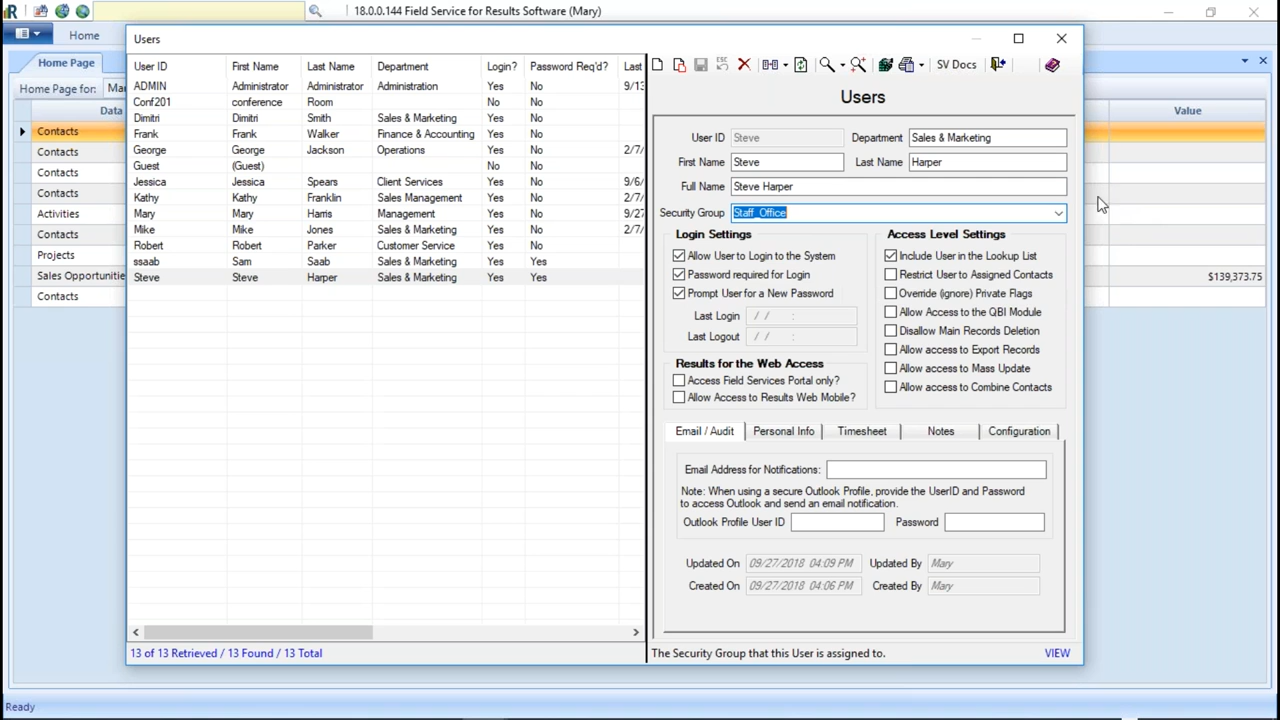 18.0.0.144 Field Service for Results Software (Mary)
Home
Home Page
Home Page for:
Data
Value
Contacts
Contacts
Contacts
Contacts
Activities
Contacts
Projects
Sales Opportunities $139,373.75
Contacts
Users
User ID First Name Last Name Department Login? Password Req'd? Last
ADMIN Administrator Administrator Administration Yes No 9/13
Conf201 conference Room No No
Dimitri Dimitri Smith Sales & Marketing Yes No
Frank Frank Walker Finance & Accounting Yes No
George George Jackson Operations Yes No 2/7/
Guest (Guest) No No
Jessica Jessica Spears Client Services Yes No 9/6/
Kathy Kathy Franklin Sales Management Yes No 2/7/
Mary Mary Harris Management Yes No 9/27
Mike Mike Jones Sales & Marketing Yes No 2/7/
Robert Robert Parker Customer Service Yes No
ssaab Sam Saab Sales & Marketing Yes Yes
Steve Steve Harper Sales & Marketing Yes Yes
13 of 13 Retrieved / 13 Found / 13 Total
ESC
SV Docs
Users
User ID Steve Department Sales & Marketing
First Name Steve Last Name Harper
Full Name Steve Harper
Security Group Staff_Office
Login Settings
Allow User to Login to the System
Password required for Login
Prompt User for a New Password
Last Login / / :
Last Logout / / :
Results for the Web Access
Access Field Services Portal only?
Allow Access to Results Web Mobile?
Access Level Settings
Include User in the Lookup List
Restrict User to Assigned Contacts
Override (ignore) Private Flags
Allow Access to the QBI Module
Disallow Main Records Deletion
Allow access to Export Records
Allow access to Mass Update
Allow access to Combine Contacts
Email / Audit Personal Info Timesheet Notes Configuration
Email Address for Notifications:
Note: When using a secure Outlook Profile, provide the UserID and Password
to access Outlook and send an email notification.
Outlook Profile User ID Password
Updated On 09/27/2018 04:09 PM Updated By Mary
Created On 09/27/2018 04:06 PM Created By Mary
The Security Group that this User is assigned to. VIEW
Ready